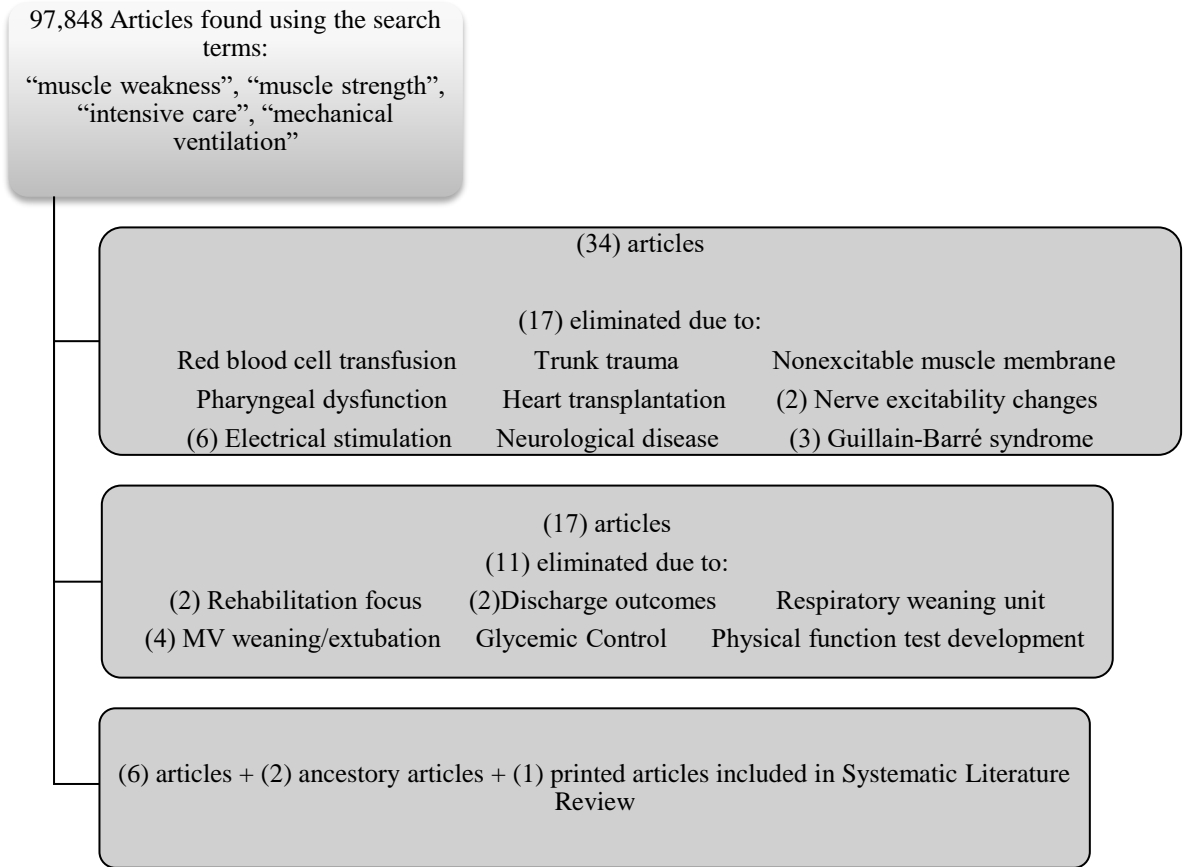 97,848 Articles found using the search
terms:
“muscle weakness”, “muscle strength”,
“intensive care”, “mechanical
ventilation”
(34) articles
(17) eliminated due to:
Red blood cell transfusion Trunk trauma Nonexcitable muscle membrane
Pharyngeal dysfunction Heart transplantation (2) Nerve excitability changes
(6) Electrical stimulation Neurological disease (3) Guillain-Barré syndrome
(17) articles
(11) eliminated due to:
(2) Rehabilitation focus (2)Discharge outcomes Respiratory weaning unit
(4) MV weaning/extubation Glycemic Control Physical function test development
(6) articles + (2) ancestory articles + (1) printed articles included in Systematic Literature
Review